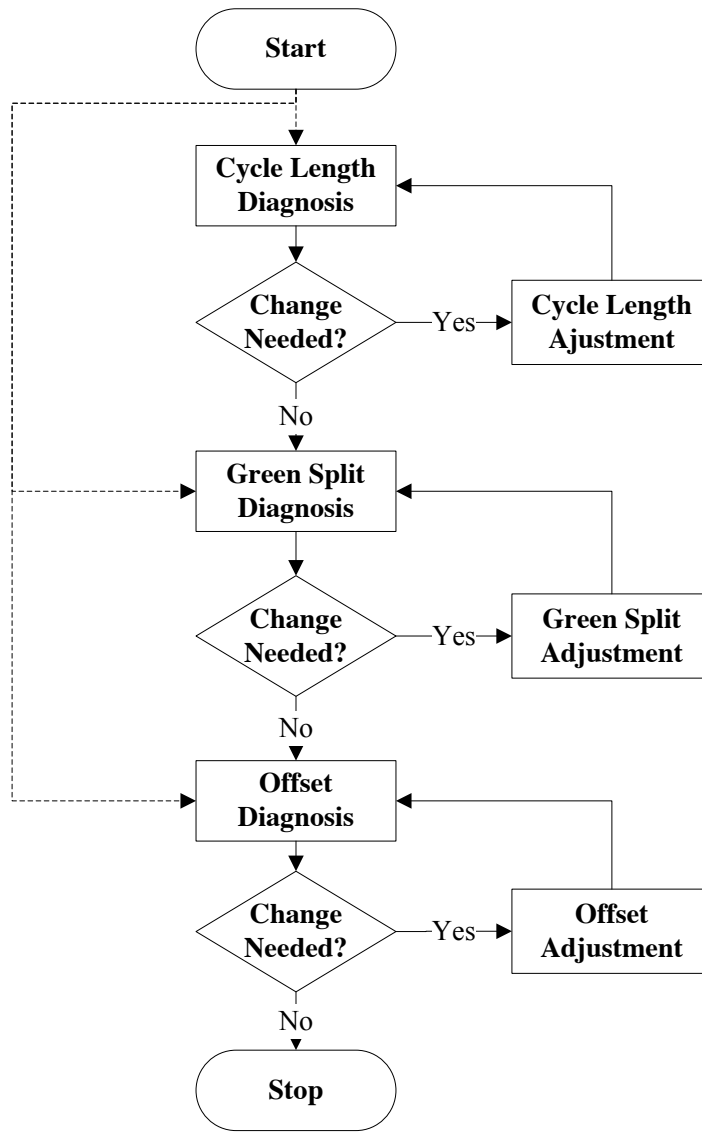 Start
Cycle Length
Diagnosis
Change
Needed?
Yes
Cycle Length
Ajustment
No
Green Split
Diagnosis
Change
Needed?
Yes
Green Split
Adjustment
No
Offset
Diagnosis
Change
Needed?
Yes
Offset
Adjustment
No
Stop